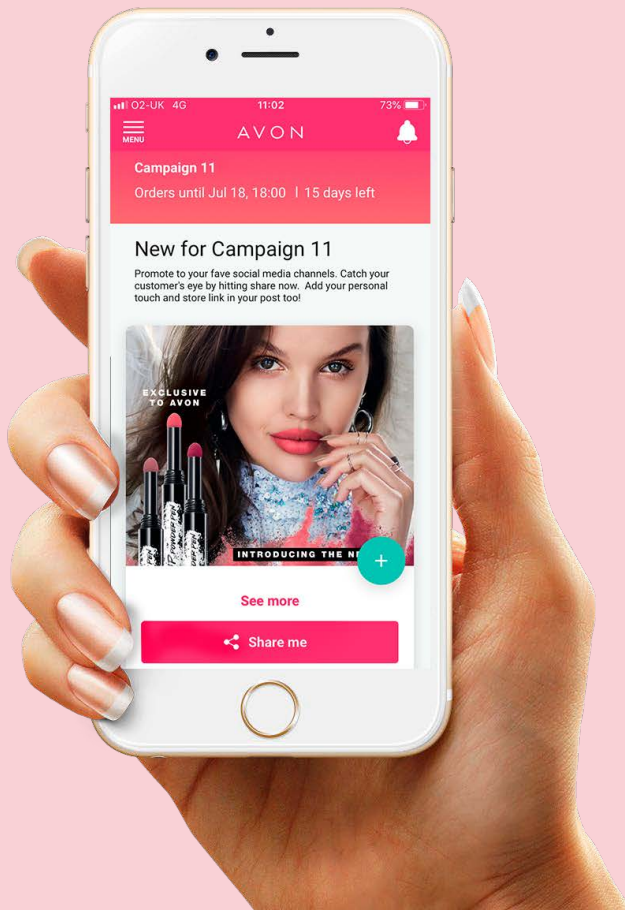 O2-UK 4G 11:02 73%
MENU
AVON
Campaign 11
Orders until Jul 18, 18:00 | 15 days left
New for Campaign 11
Promote to your fave social media channels. Catch your
customer's eye by hitting share now. Add your personal
touch and store link in your post too!
EXCLUSIVE
TO AVON
INTRODUCING THE
See more
Share me